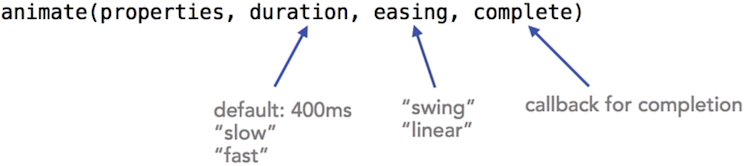 animate(properties, duration, easing, complete)
default: 400ms
“slow”
“fast”
“swing”
“linear”
callback for completion